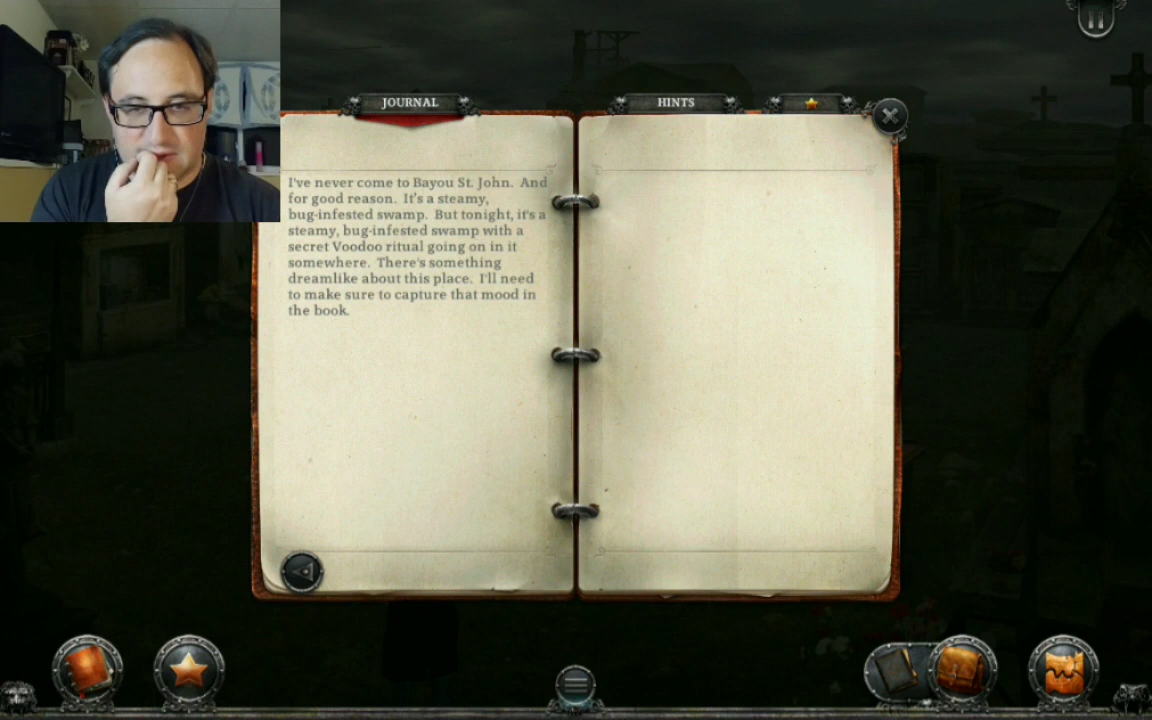 JOURNAL
HINTS
I've never come to Bayou St. John. And
for good reason. It's a steamy,
bug-infested swamp. But tonight, it's a
steamy, bug-infested swamp with a
secret Voodoo ritual going on in it
somewhere. There's something
dreamlike about this place. I'll need
to make sure to capture that mood in
the book.